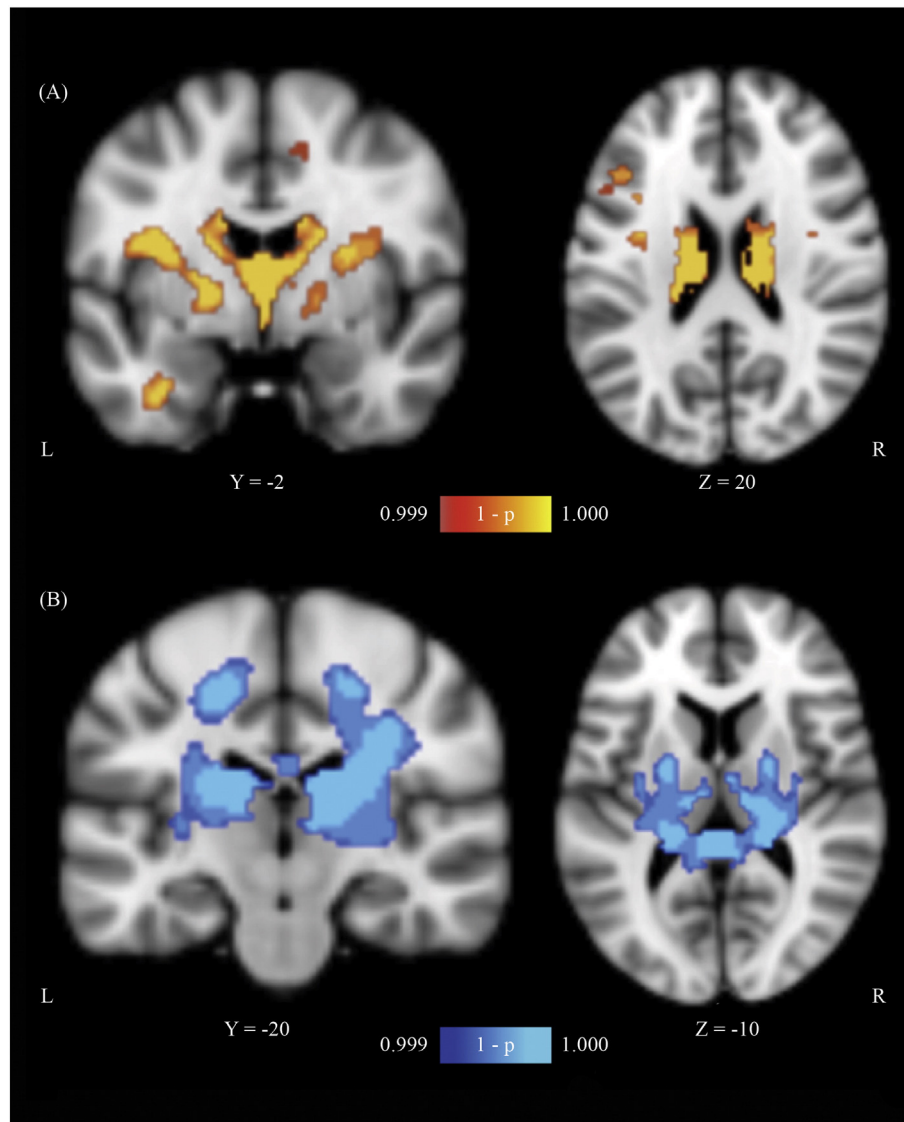 (A)
L
R
Y = -2
Z = 20
0.999 1 - p 1.000
(B)
L
R
Y = -20
Z = -10
0.999 1 - p 1.000